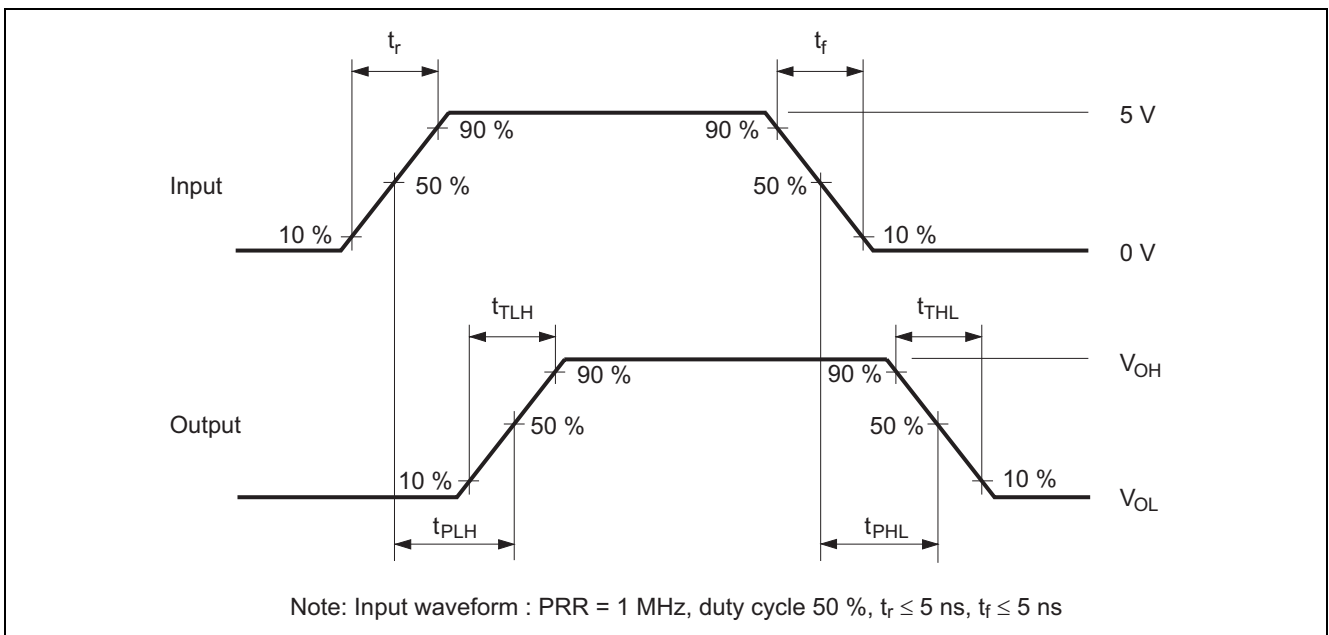 t_r
t_f
5 V
90 %
90 %
Input
50 %
50 %
10 %
10 %
0 V
t_TLH
t_THL
V_OH
90 %
90 %
Output
50 %
50 %
10 %
10 %
V_OL
t_PLH
t_PHL
Note: Input waveform : PRR = 1 MHz, duty cycle 50 %, t_r ≤ 5 ns, t_f ≤ 5 ns